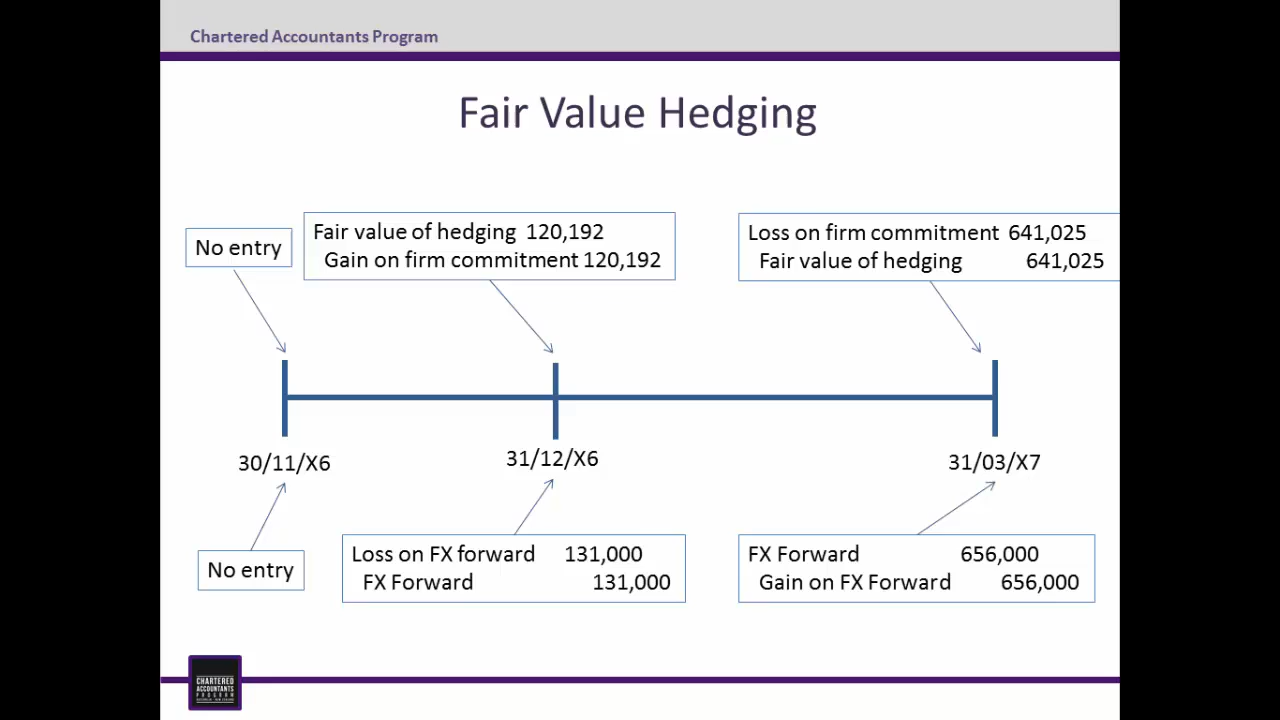 Chartered Accountants Program
Fair Value Hedging
No entry
Fair value of hedging 120,192
Gain on firm commitment 120,192
Loss on firm commitment 641,025
Fair value of hedging 641,025
30/11/X6
31/12/X6
31/03/X7
No entry
Loss on FX forward 131,000
FX Forward 131,000
FX Forward 656,000
Gain on FX Forward 656,000
CHARTERED
ACCOUNTANTS
PROGRAM